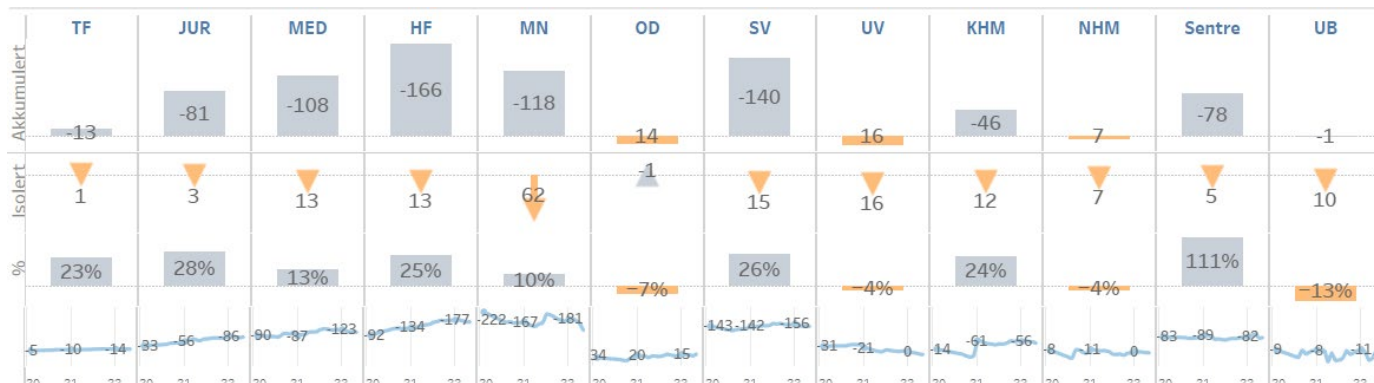 TF JUR MED HF MN OD SV UV KHM NHM Sentre UB
Akkumulert -13 -81 -108 -166 -118 14 -140 16 -46 7 -78 -1
Isolert 1 3 13 13 62 -1 15 16 12 7 5 10
% 23% 28% 13% 25% 10% −7% 26% −4% 24% −4% 111% −13%
-5 -10 -14 -33 -56 -86 -90 -87 -123 -92 -134 -177 -222 -167 -181 34 20 15 -143 -142 -156 -31 -21 0 -14 -61 -56 -8 -11 0 -83 -89 -82 -9 -8 -11